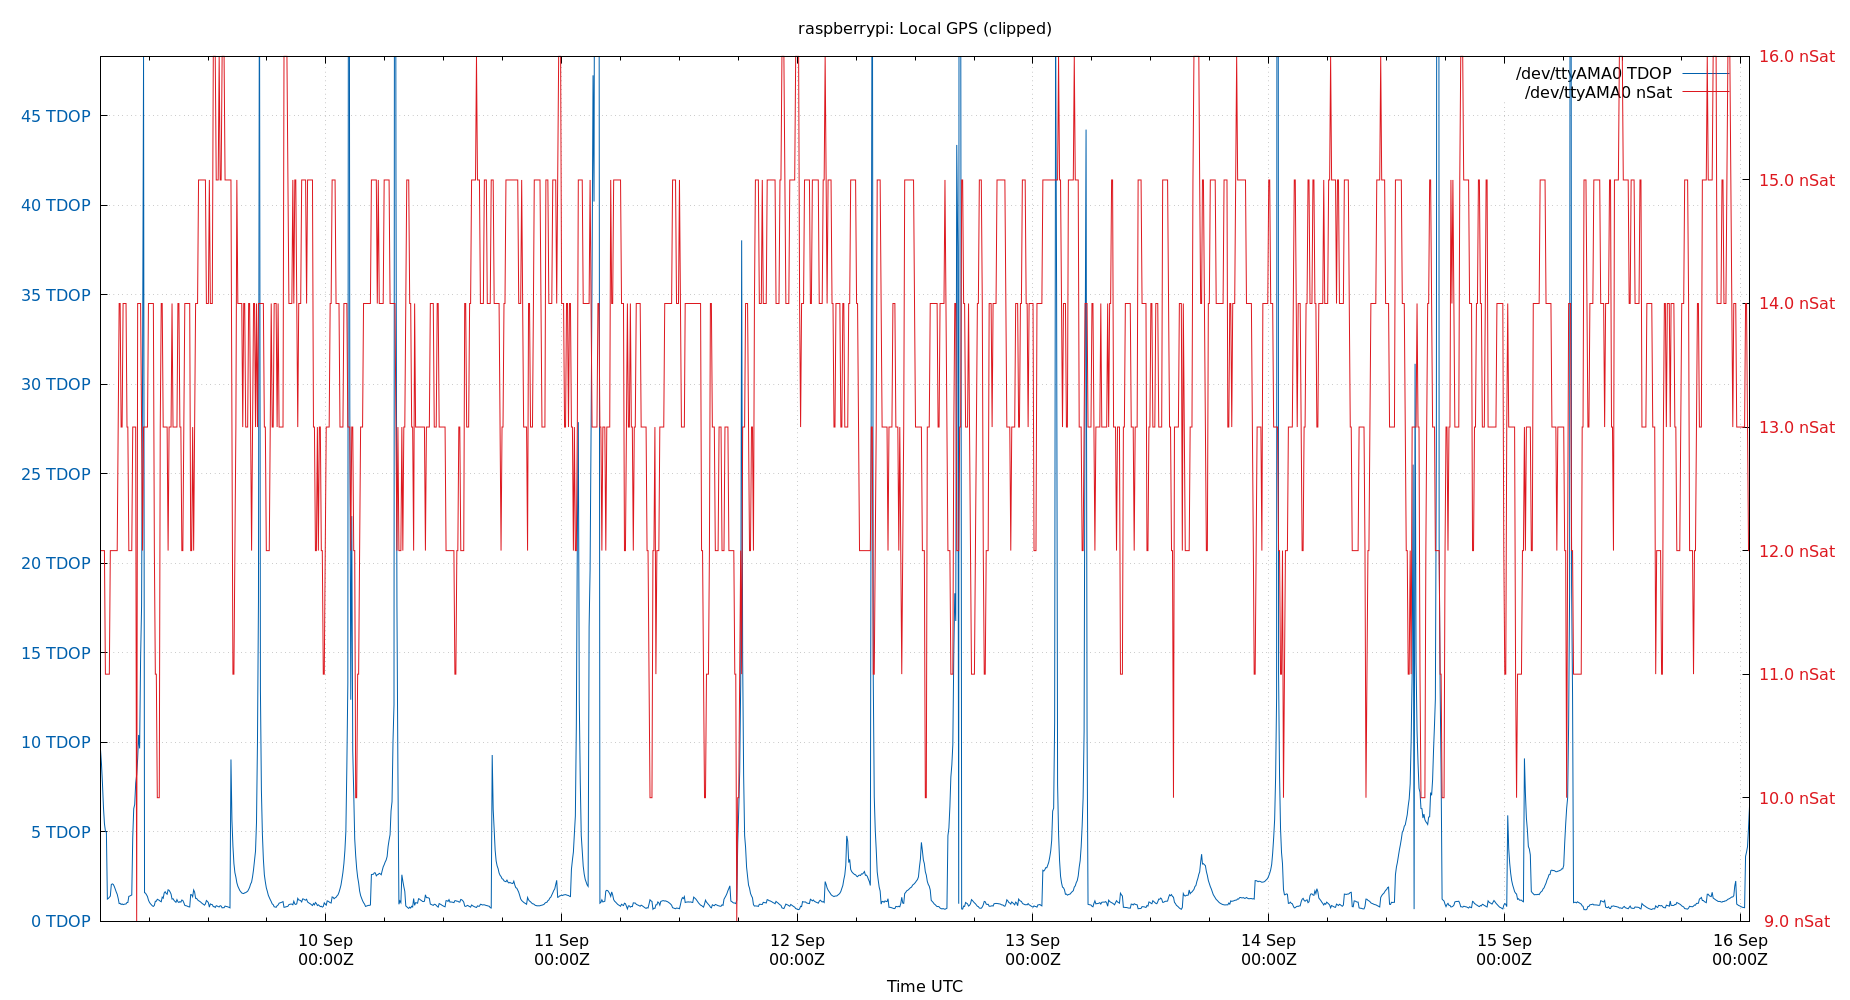 raspberrypi: Local GPS (clipped)
/dev/ttyAMA0 TDOP
/dev/ttyAMA0 nSat
45 TDOP
40 TDOP
35 TDOP
30 TDOP
25 TDOP
20 TDOP
15 TDOP
10 TDOP
5 TDOP
0 TDOP
16.0 nSat
15.0 nSat
14.0 nSat
13.0 nSat
12.0 nSat
11.0 nSat
10.0 nSat
9.0 nSat
10 Sep
00:00Z
11 Sep
00:00Z
12 Sep
00:00Z
13 Sep
00:00Z
14 Sep
00:00Z
15 Sep
00:00Z
16 Sep
00:00Z
Time UTC